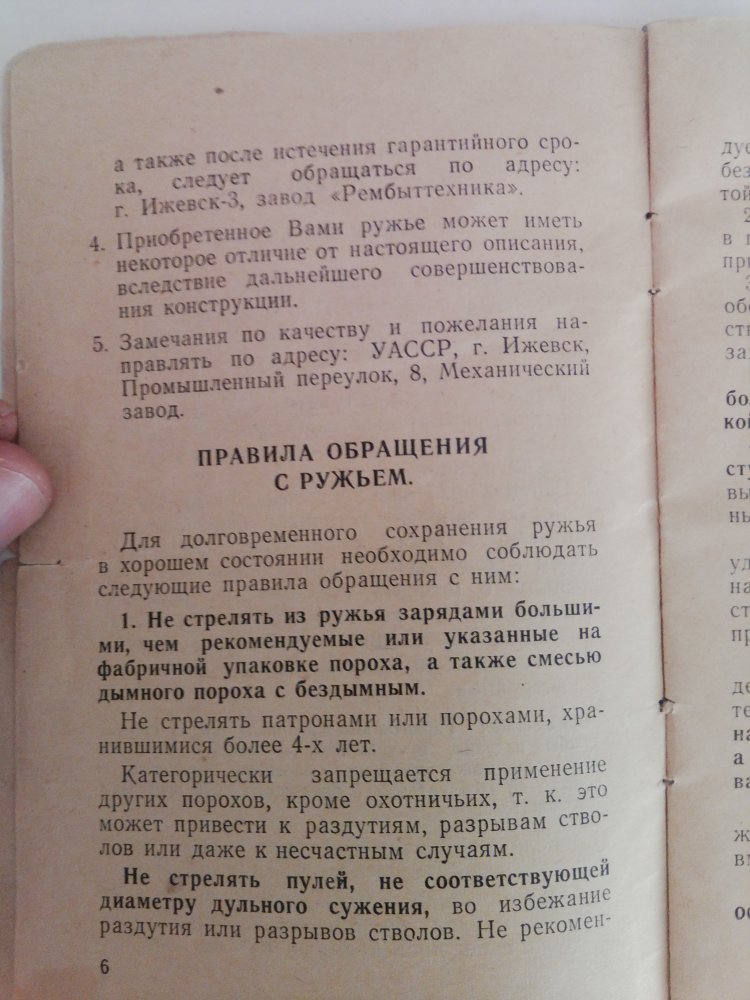 а также после истечения гарантийного сро-
ка, следует обращаться по адресу:
г. Ижевск-3, завод «Рембыттехника».
4. Приобретенное Вами ружье может иметь
некоторое отличие от настоящего описания,
вследствие дальнейшего совершенствова-
ния конструкции.
5. Замечания по качеству и пожелания на-
правлять по адресу: УАССР, г. Ижевск,
Промышленный переулок, 8, Механический
завод.
ПРАВИЛА ОБРАЩЕНИЯ
С РУЖЬЕМ.
Для долговременного сохранения ружья
в хорошем состоянии необходимо соблюдать
следующие правила обращения с ним:
1. Не стрелять из ружья зарядами больши-
ми, чем рекомендуемые или указанные на
фабричной упаковке пороха, а также смесью
дымного пороха с бездымным.
Не стрелять патронами или порохами, хра-
нившимися более 4-х лет.
Категорически запрещается применение
других порохов, кроме охотничьих, т. к. это
может привести к раздутиям, разрывам ство-
лов или даже к несчастным случаям.
Не стрелять пулей, не соответствующей
диаметру дульного сужения, во избежание
раздутия или разрывов стволов. Не рекомен-
6